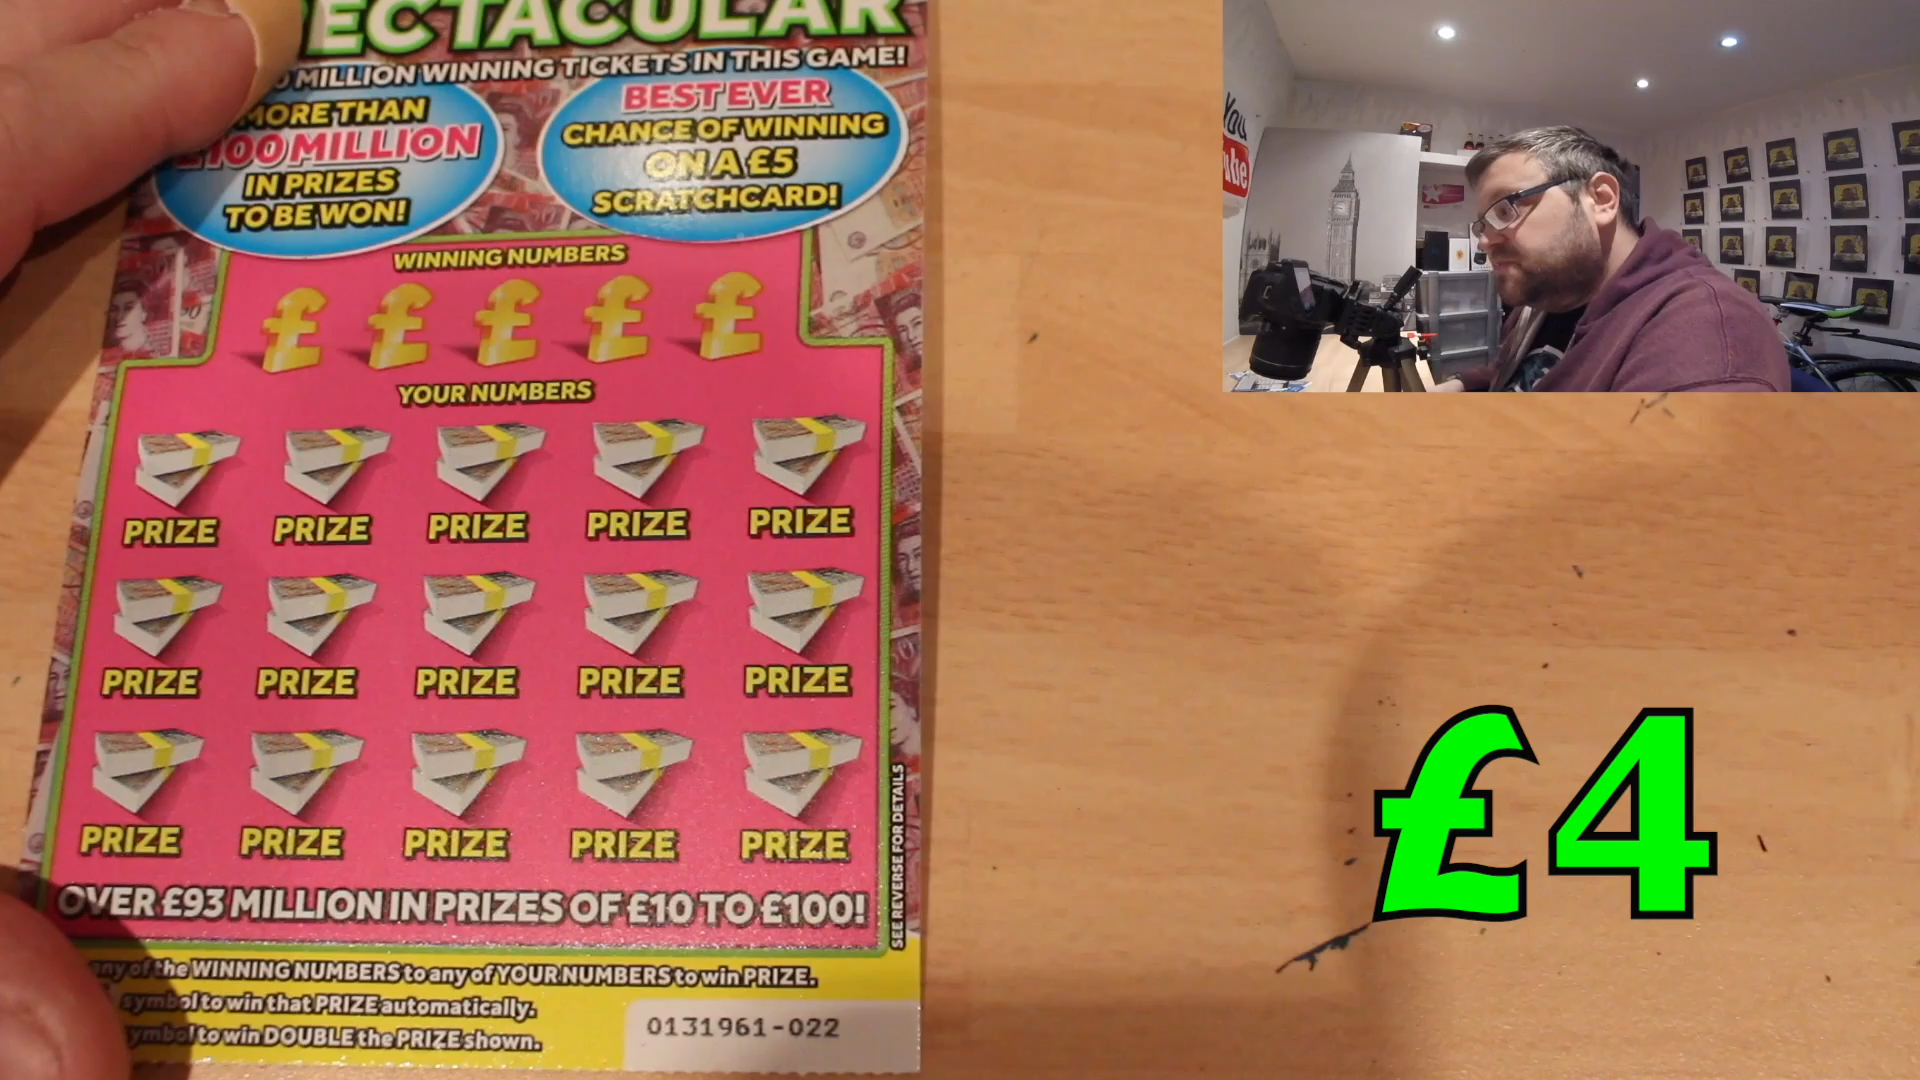 ECTACULAR
MILLION WINNING TICKETS IN THIS GAME!
MORE THAN
£100 MILLION
IN PRIZES
TO BE WON!
BEST EVER
CHANCE OF WINNING
ON A £5
SCRATCHCARD!
WINNING NUMBERS
£ £ £ £ £
YOUR NUMBERS
PRIZE PRIZE PRIZE PRIZE PRIZE
PRIZE PRIZE PRIZE PRIZE PRIZE
PRIZE PRIZE PRIZE PRIZE PRIZE
OVER £93 MILLION IN PRIZES OF £10 TO £100!
SEE REVERSE FOR DETAILS
any of the WINNING NUMBERS to any of YOUR NUMBERS to win PRIZE.
symbol to win that PRIZE automatically.
symbol to win DOUBLE the PRIZE shown.
0131961-022
You
ube
£4